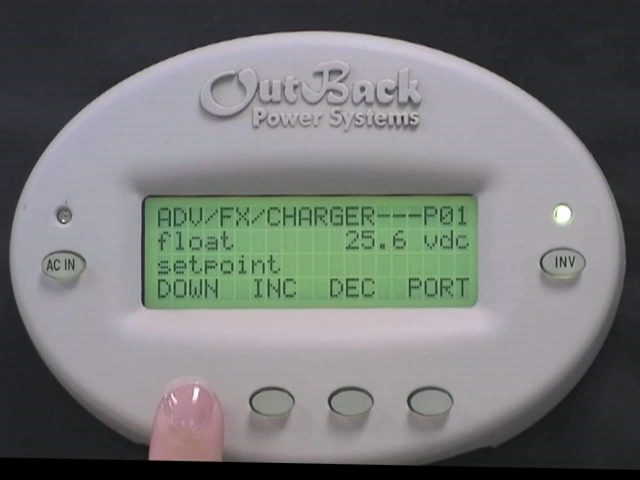 OutBack
Power Systems
ADV/FX/CHARGER---P01
float 25.6 vdc
setpoint
DOWN INC DEC PORT
AC IN
INV